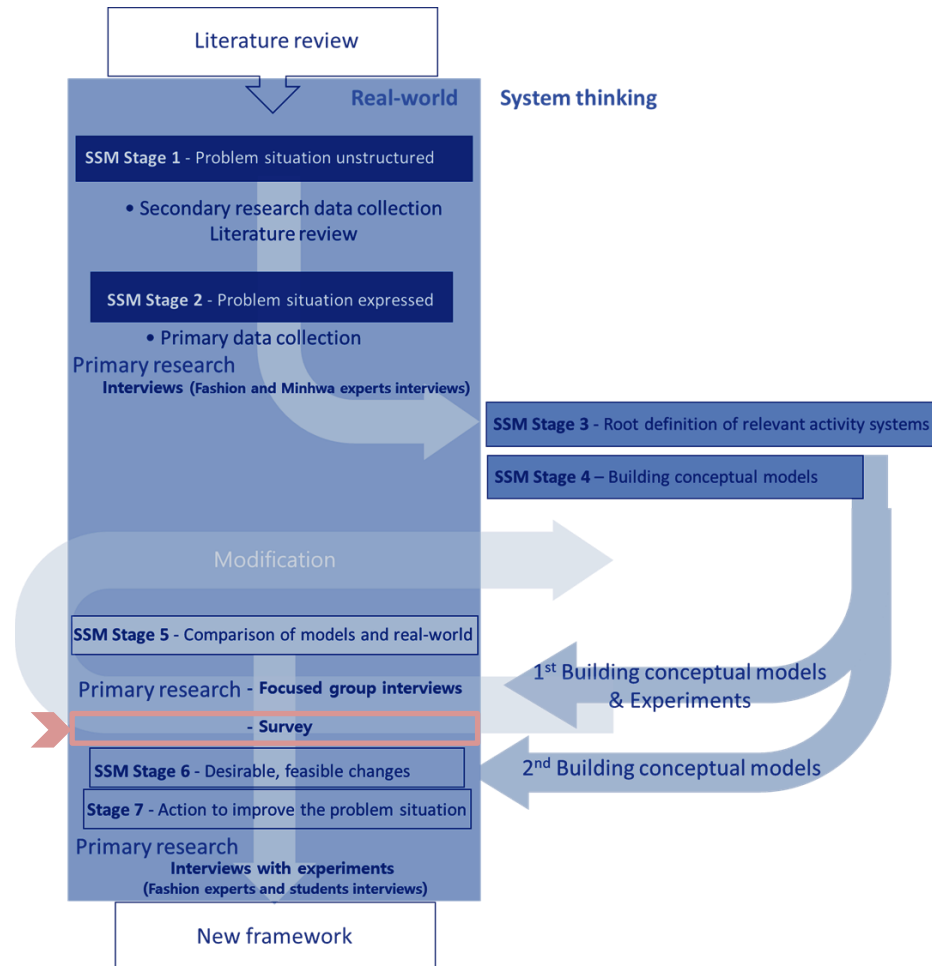 Literature review
Real-world
System thinking
SSM Stage 1 - Problem situation unstructured
• Secondary research data collection
Literature review
SSM Stage 2 - Problem situation expressed
• Primary data collection
Primary research
Interviews (Fashion and Minhwa experts interviews)
SSM Stage 3 - Root definition of relevant activity systems
SSM Stage 4 – Building conceptual models
Modification
SSM Stage 5 - Comparison of models and real-world
1st Building conceptual models
& Experiments
Primary research - Focused group interviews
- Survey
2nd Building conceptual models
SSM Stage 6 - Desirable, feasible changes
Stage 7 - Action to improve the problem situation
Primary research
Interviews with experiments
(Fashion experts and students interviews)
New framework